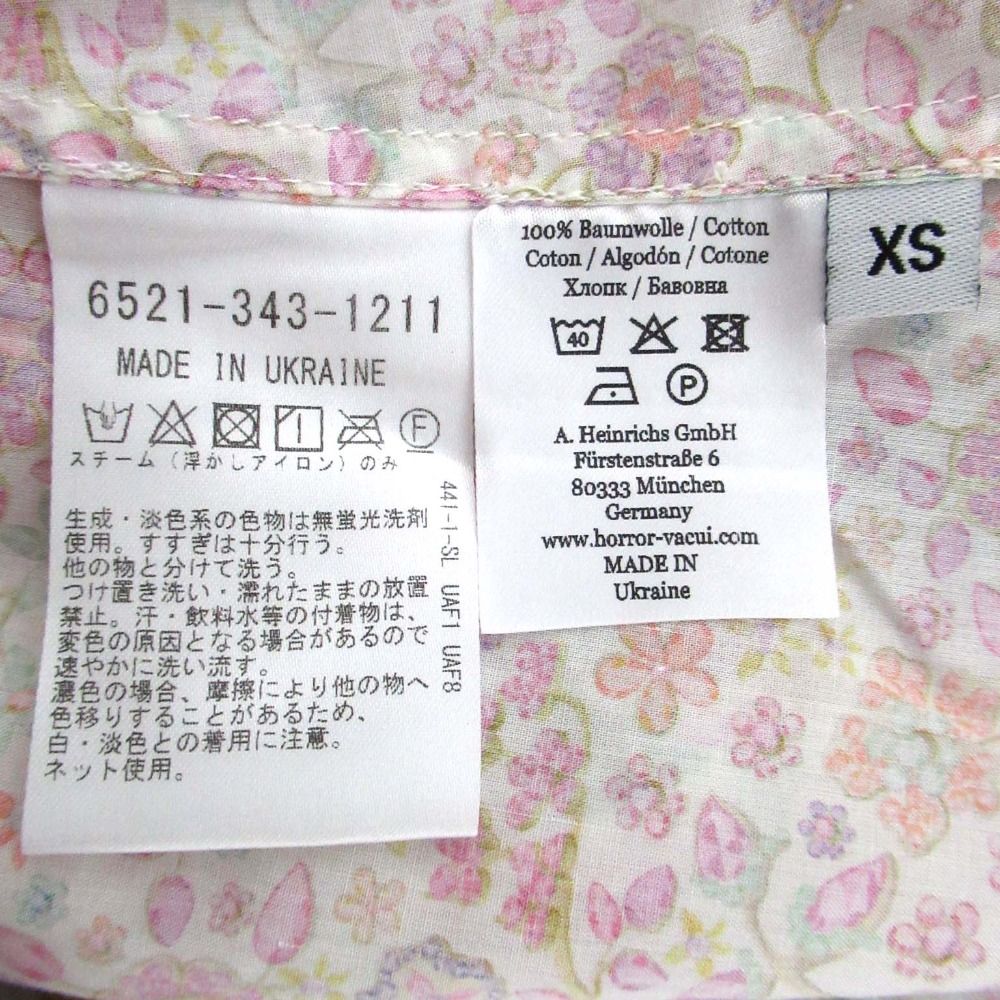 6521-343-1211
MADE IN UKRAINE
F
スチーム(浮かしアイロン)のみ
生成・淡色系の色物は無蛍光洗剤
使用。すすぎは十分行う。
他の物と分けて洗う。
つけ置き洗い・濡れたままの放置
禁止。汗・飲料水等の付着物は、
変色の原因となる場合があるので
速やかに洗い流す。
濃色の場合、摩擦により他の物へ
色移りすることがあるため、
白・淡色との着用に注意。
ネット使用。
441-1-SL UAF1 UAF8
100% Baumwolle / Cotton
Coton / Algodón / Cotone
Хлопк / Бавовна
40
P
A. Heinrichs GmbH
Fürstenstraße 6
80333 München
Germany
www.horror-vacui.com
MADE IN
Ukraine
XS